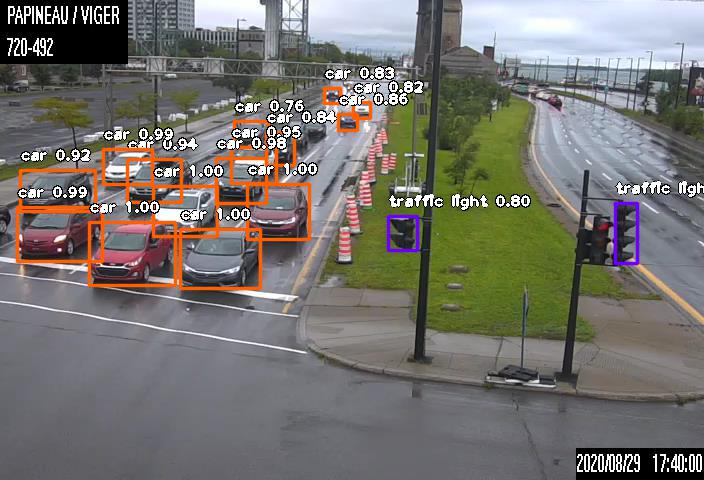 PAPINEAU / VIGER
720-492
car 0.83
car 0.82
car 0.86
car 0.76
car 0.84
car 0.99
car 0.94
car 0.95
car 0.98
car 0.92
car 1.00
car 1.00
car 0.99
car 1.00
car 1.00
traffic light 0.80
traffic ligh
2020/08/29 17:40:00